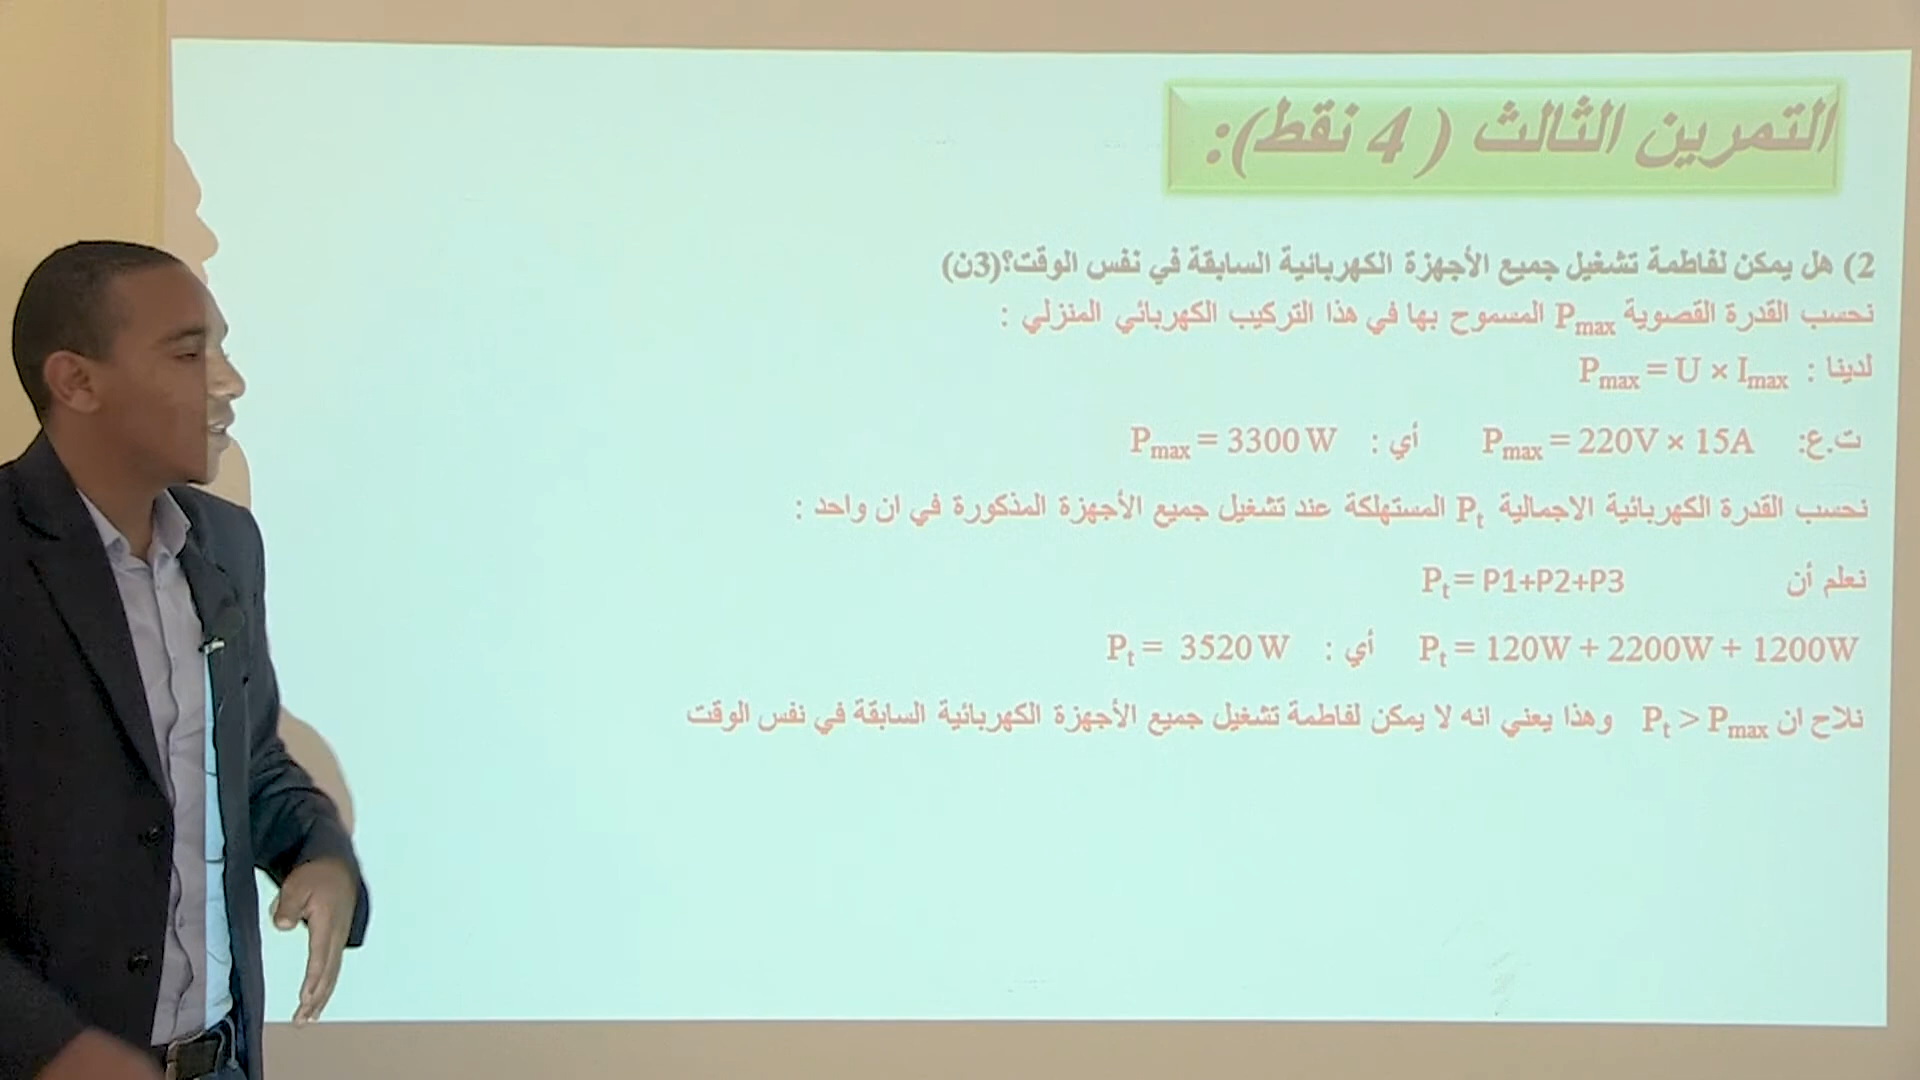 التمرين الثالث ( 4 نقط):
2) هل يمكن لفاطمة تشغيل جميع الأجهزة الكهربائية السابقة في نفس الوقت؟(3ن)
نحسب القدرة القصوية Pmax المسموح بها في هذا التركيب الكهربائي المنزلي :
لدينا : Pmax = U × Imax
ت.ع: Pmax = 220V × 15A أي : Pmax = 3300 W
نحسب القدرة الكهربائية الاجمالية Pt المستهلكة عند تشغيل جميع الأجهزة المذكورة في ان واحد :
نعلم أن Pt = P1+P2+P3
Pt = 120W + 2200W + 1200W أي : Pt = 3520 W
نلاح ان Pt > Pmax وهذا يعني انه لا يمكن لفاطمة تشغيل جميع الأجهزة الكهربائية السابقة في نفس الوقت